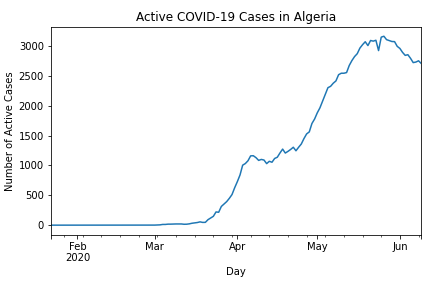 Active COVID-19 Cases in Algeria
Number of Active Cases
3000
2500
2000
1500
1000
500
0
Feb Mar Apr May Jun
2020
Day